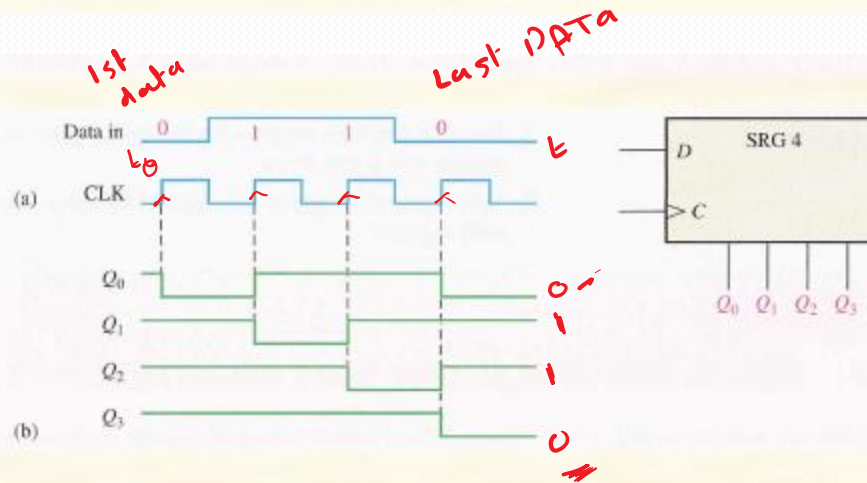 1st data
Last DATA
Data in 0 1 1 0 t
t0
(a) CLK
SRG 4
D
C
Q0 0
Q1 1
Q2 1
Q3
(b) 0
Q0 Q1 Q2 Q3